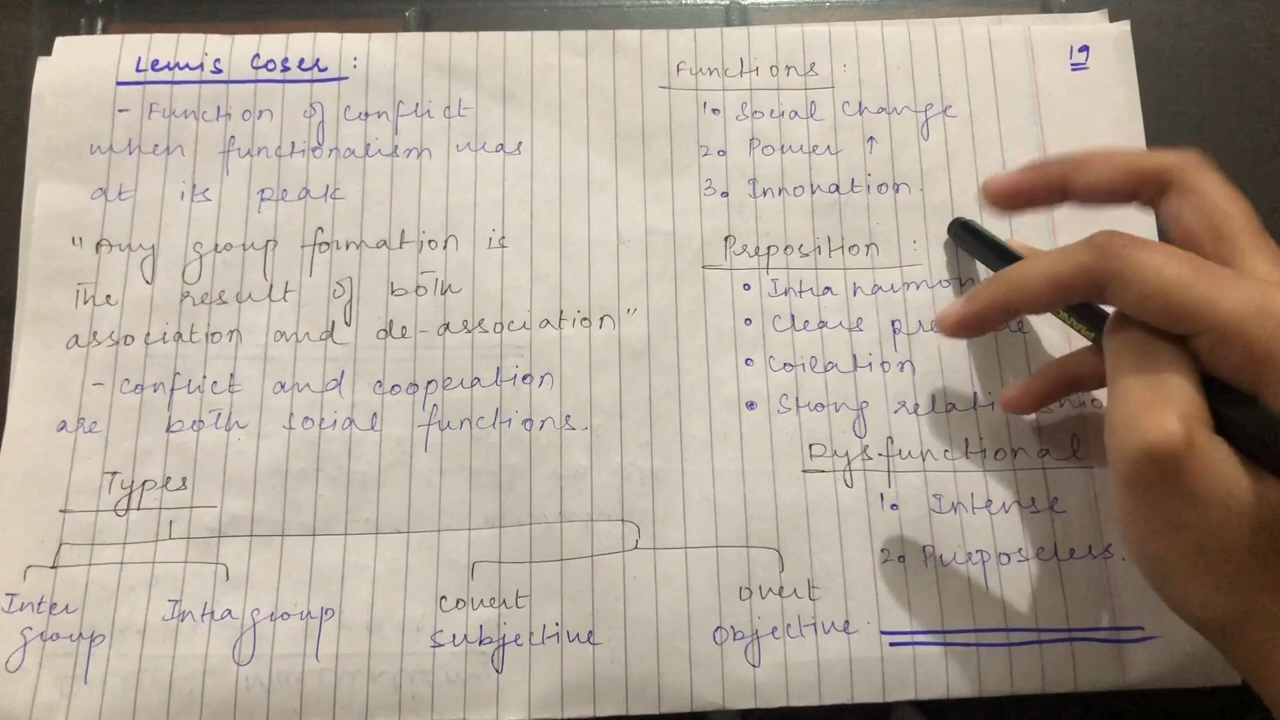 Lewis Coser :
- Function of conflict
when functionalism was
at its peak
"Any group formation is
the result of both
association and de-association"
- conflict and cooperation
are both social functions.
Types
Inter
group
Intra group
covert
subjective
overt
objective
19
Functions :
1. Social change
2. Power ↑
3. Innovation.
Preposition :
• Intra
• Clears
• Coilation
• Strong
Dysfunctional
1. Intense
2. Purposeless.